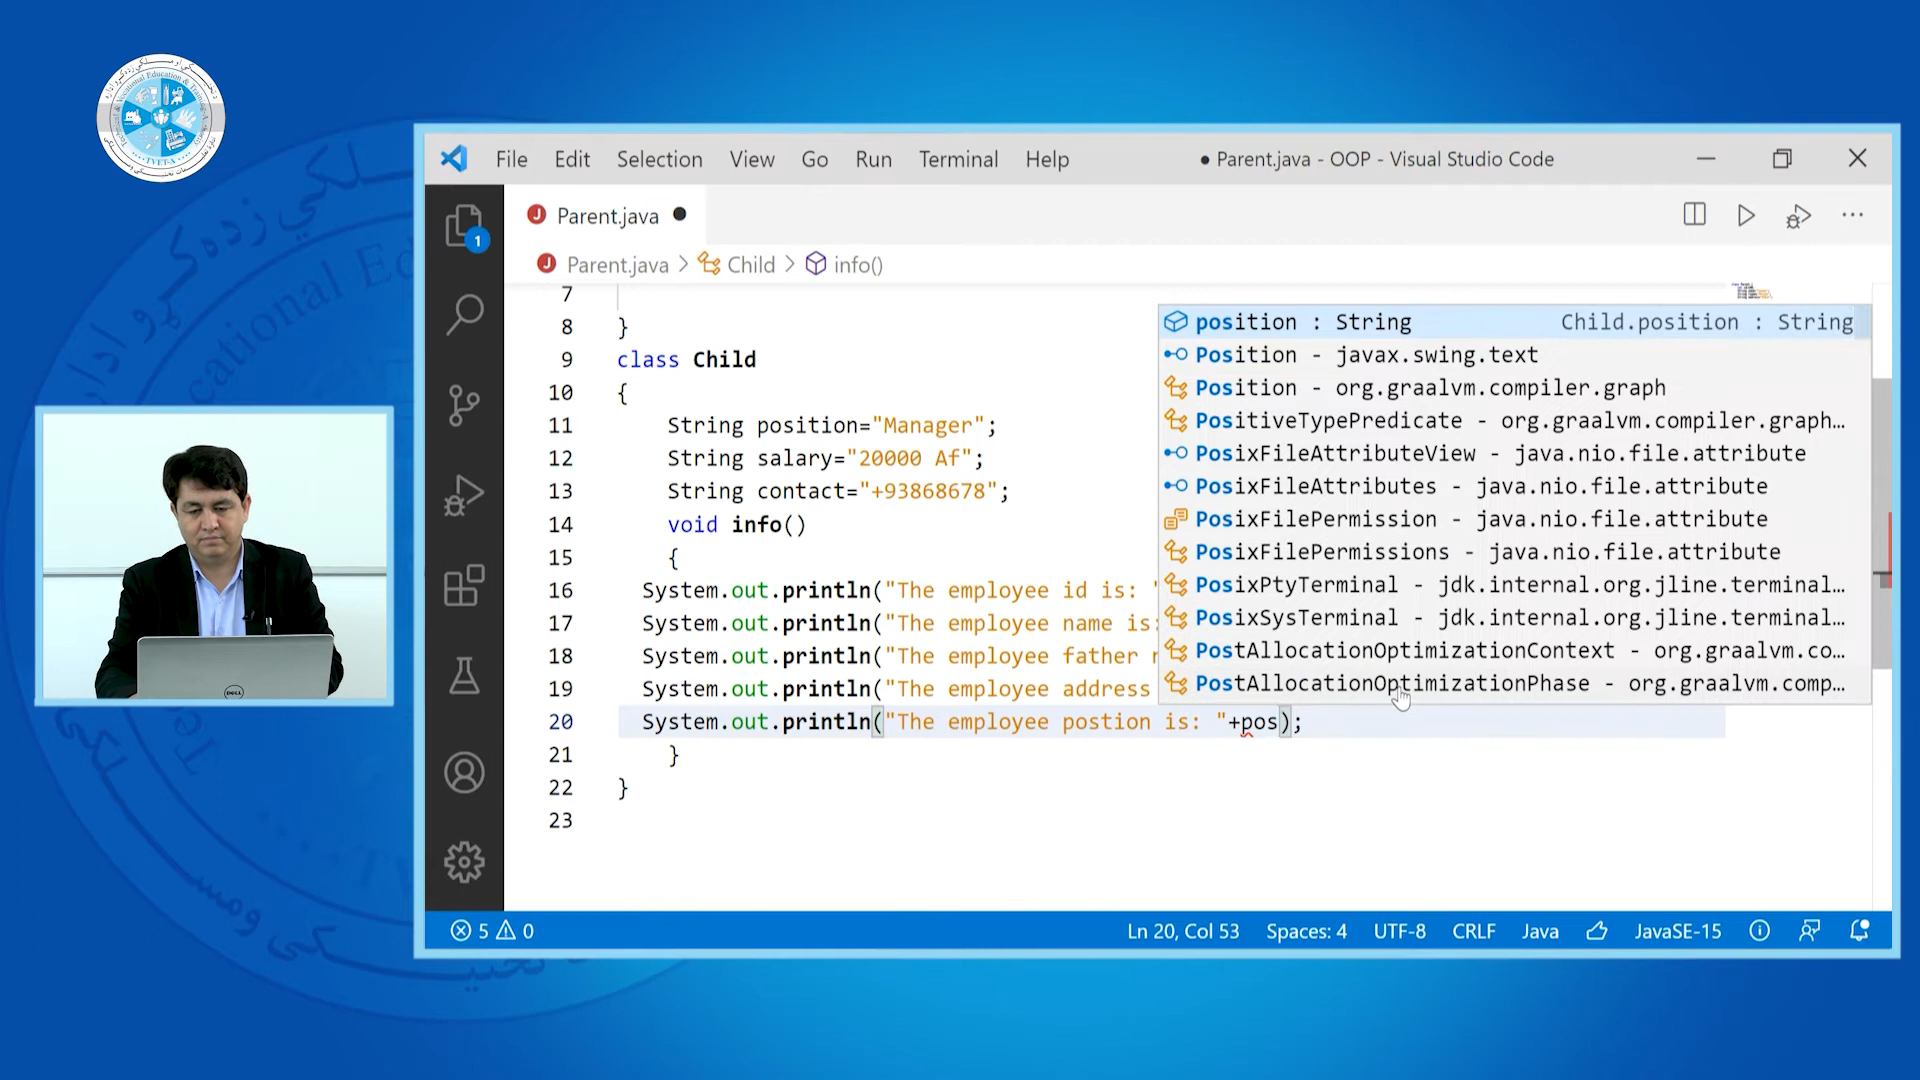 Technical & Vocational Education & Training Authority
TVET-A
File Edit Selection View Go Run Terminal Help
● Parent.java - OOP - Visual Studio Code
1
J Parent.java ●
J Parent.java > Child > info()
7
8 }
9 class Child
10 {
11 String position="Manager";
12 String salary="20000 Af";
13 String contact="+93868678";
14 void info()
15 {
16 System.out.println("The employee id is: "
17 System.out.println("The employee name is:
18 System.out.println("The employee father
19 System.out.println("The employee address
20 System.out.println("The employee postion is: "+pos);
21 }
22 }
23
position : String Child.position : String
Position - javax.swing.text
Position - org.graalvm.compiler.graph
PositiveTypePredicate - org.graalvm.compiler.graph…
PosixFileAttributeView - java.nio.file.attribute
PosixFileAttributes - java.nio.file.attribute
PosixFilePermission - java.nio.file.attribute
PosixFilePermissions - java.nio.file.attribute
PosixPtyTerminal - jdk.internal.org.jline.terminal…
PosixSysTerminal - jdk.internal.org.jline.terminal…
PostAllocationOptimizationContext - org.graalvm.co…
PostAllocationOptimizationPhase - org.graalvm.comp…
5 0
Ln 20, Col 53 Spaces: 4 UTF-8 CRLF Java JavaSE-15
DELL